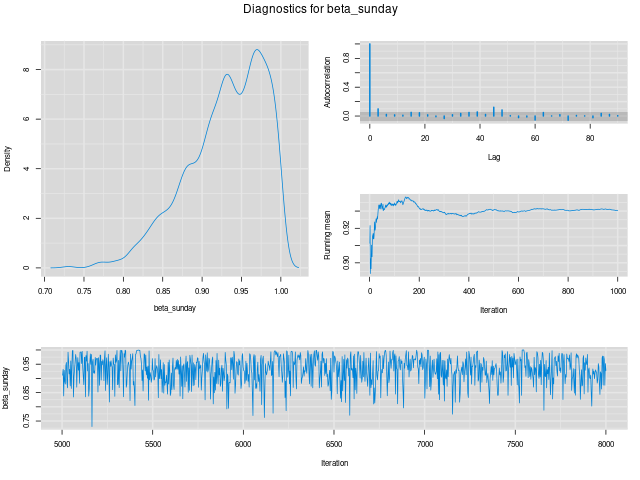 Diagnostics for beta_sunday
Density
0 2 4 6 8
0.70 0.75 0.80 0.85 0.90 0.95 1.00
beta_sunday
Autocorrelation
0.0 0.4 0.8
0 20 40 60 80
Lag
Running mean
0.90 0.92
0 200 400 600 800 1000
Iteration
beta_sunday
0.75 0.85 0.95
5000 5500 6000 6500 7000 7500 8000
Iteration